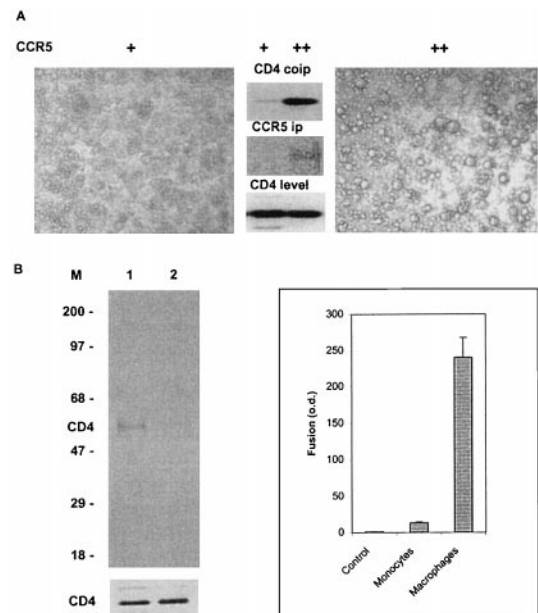 A
CCR5 + + ++ ++
CD4 coip
CCR5 ip
CD4 level
B
M 1 2
200 -
97 -
68 -
CD4
47 -
29 -
18 -
CD4
300
250
200
150
100
50
0
Fusion (o.d.)
Control
Monocytes
Macrophages